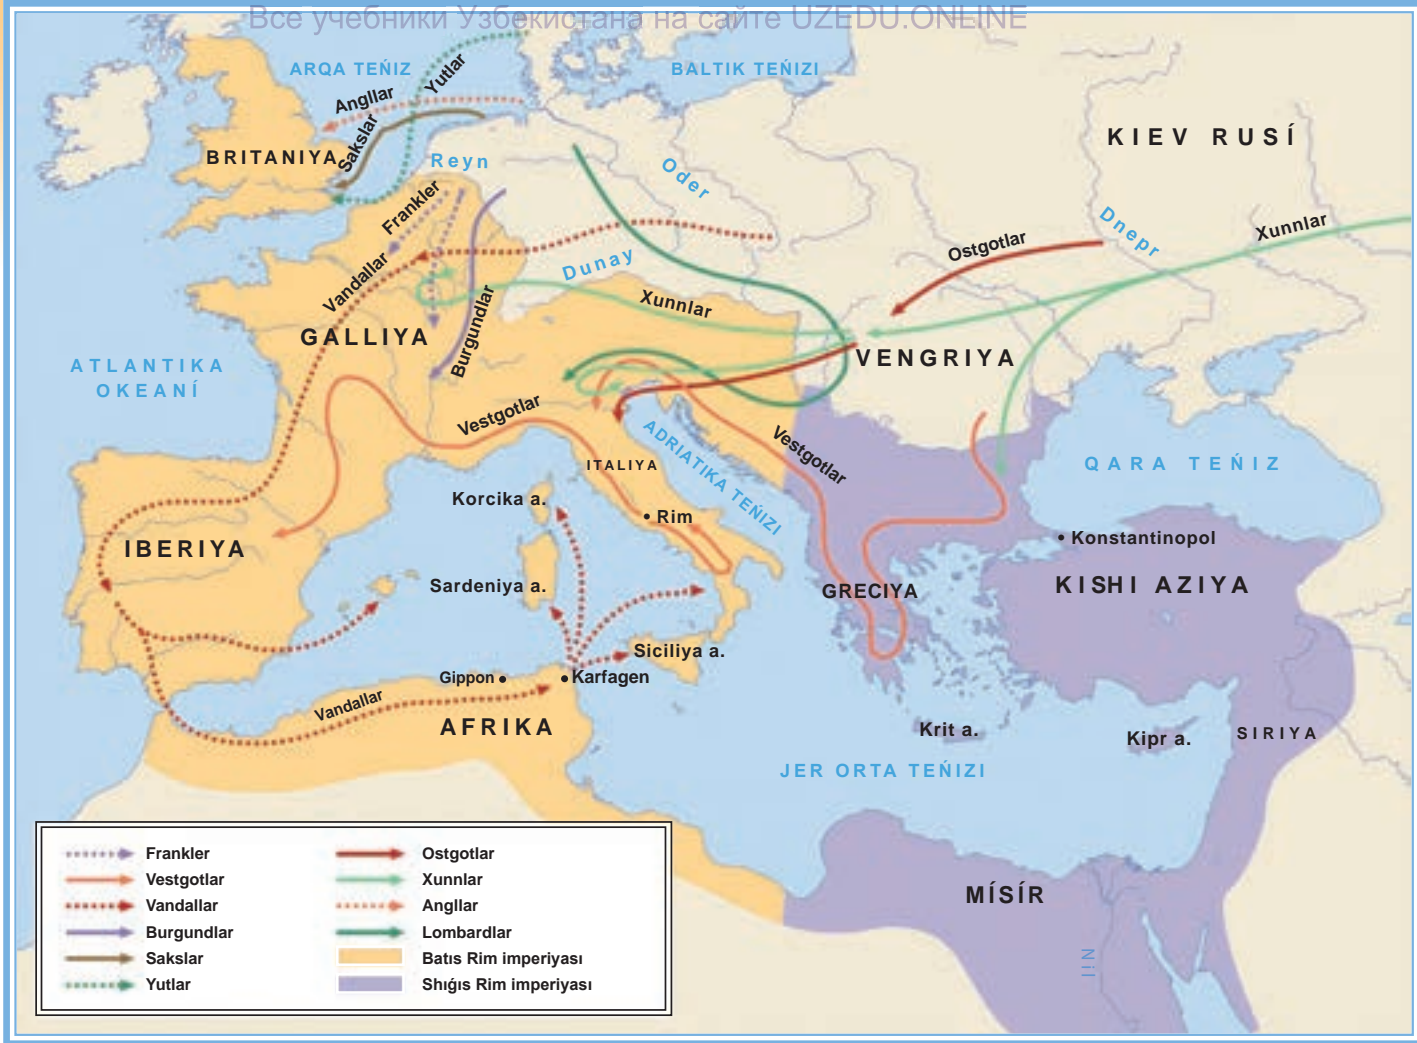 Все учебники Узбекистана на сайте UZEDU.ONLINE
ARQA TEŃIZ
Yutlar
BALTIK TEŃIZI
Angllar
Sakslar
BRITANIYA
Reyn
Oder
KIEV RUSÍ
Frankler
Dnepr
Xunnlar
Ostgotlar
Vandallar
Dunay
Xunnlar
GALLIYA
Burgundlar
VENGRIYA
ATLANTIKA
OKEANÍ
Vestgotlar
ADRIATIKA TEŃIZI
Vestgotlar
ITALIYA
QARA TEŃIZ
Korcika a.
Rim
IBERIYA
Konstantinopol
Sardeniya a.
GRECIYA
KISHI AZIYA
Siciliya a.
Gippon
Karfagen
Vandallar
AFRIKA
Krit a.
Kipr a.
SIRIYA
JER ORTA TEŃIZI
MÍSÍR
Nil
Frankler
Vestgotlar
Vandallar
Burgundlar
Sakslar
Yutlar
Ostgotlar
Xunnlar
Angllar
Lombardlar
Batıs Rim imperiyası
Shıǵıs Rim imperiyası